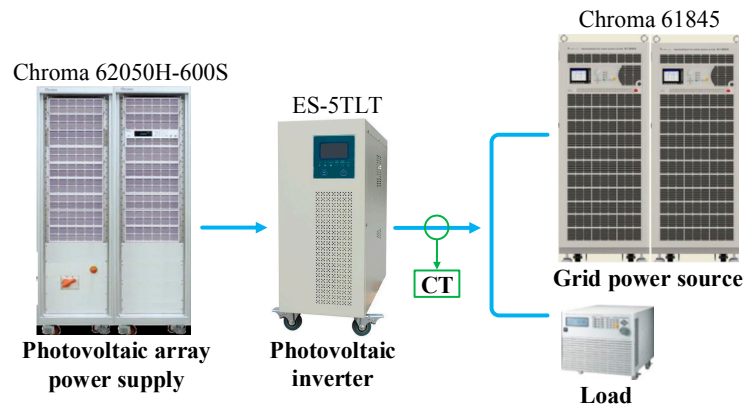 Chroma 61845
Chroma 62050H-600S
ES-5TLT
CT
Grid power source
Photovoltaic array
power supply
Photovoltaic
inverter
Load